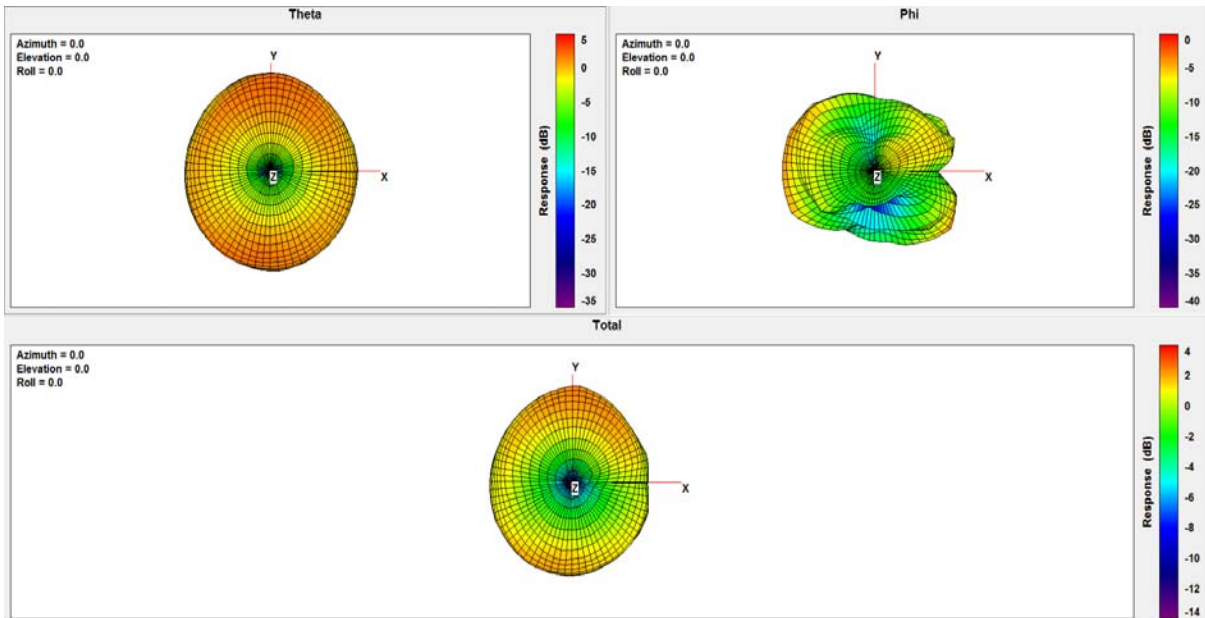 Theta
Azimuth = 0.0
Elevation = 0.0
Roll = 0.0
Y
X
Z
5
0
-5
-10
-15
-20
-25
-30
-35
Response (dB)
Phi
Azimuth = 0.0
Elevation = 0.0
Roll = 0.0
Y
X
Z
0
-5
-10
-15
-20
-25
-30
-35
-40
Response (dB)
Total
Azimuth = 0.0
Elevation = 0.0
Roll = 0.0
Y
X
Z
4
2
0
-2
-4
-6
-8
-10
-12
-14
Response (dB)